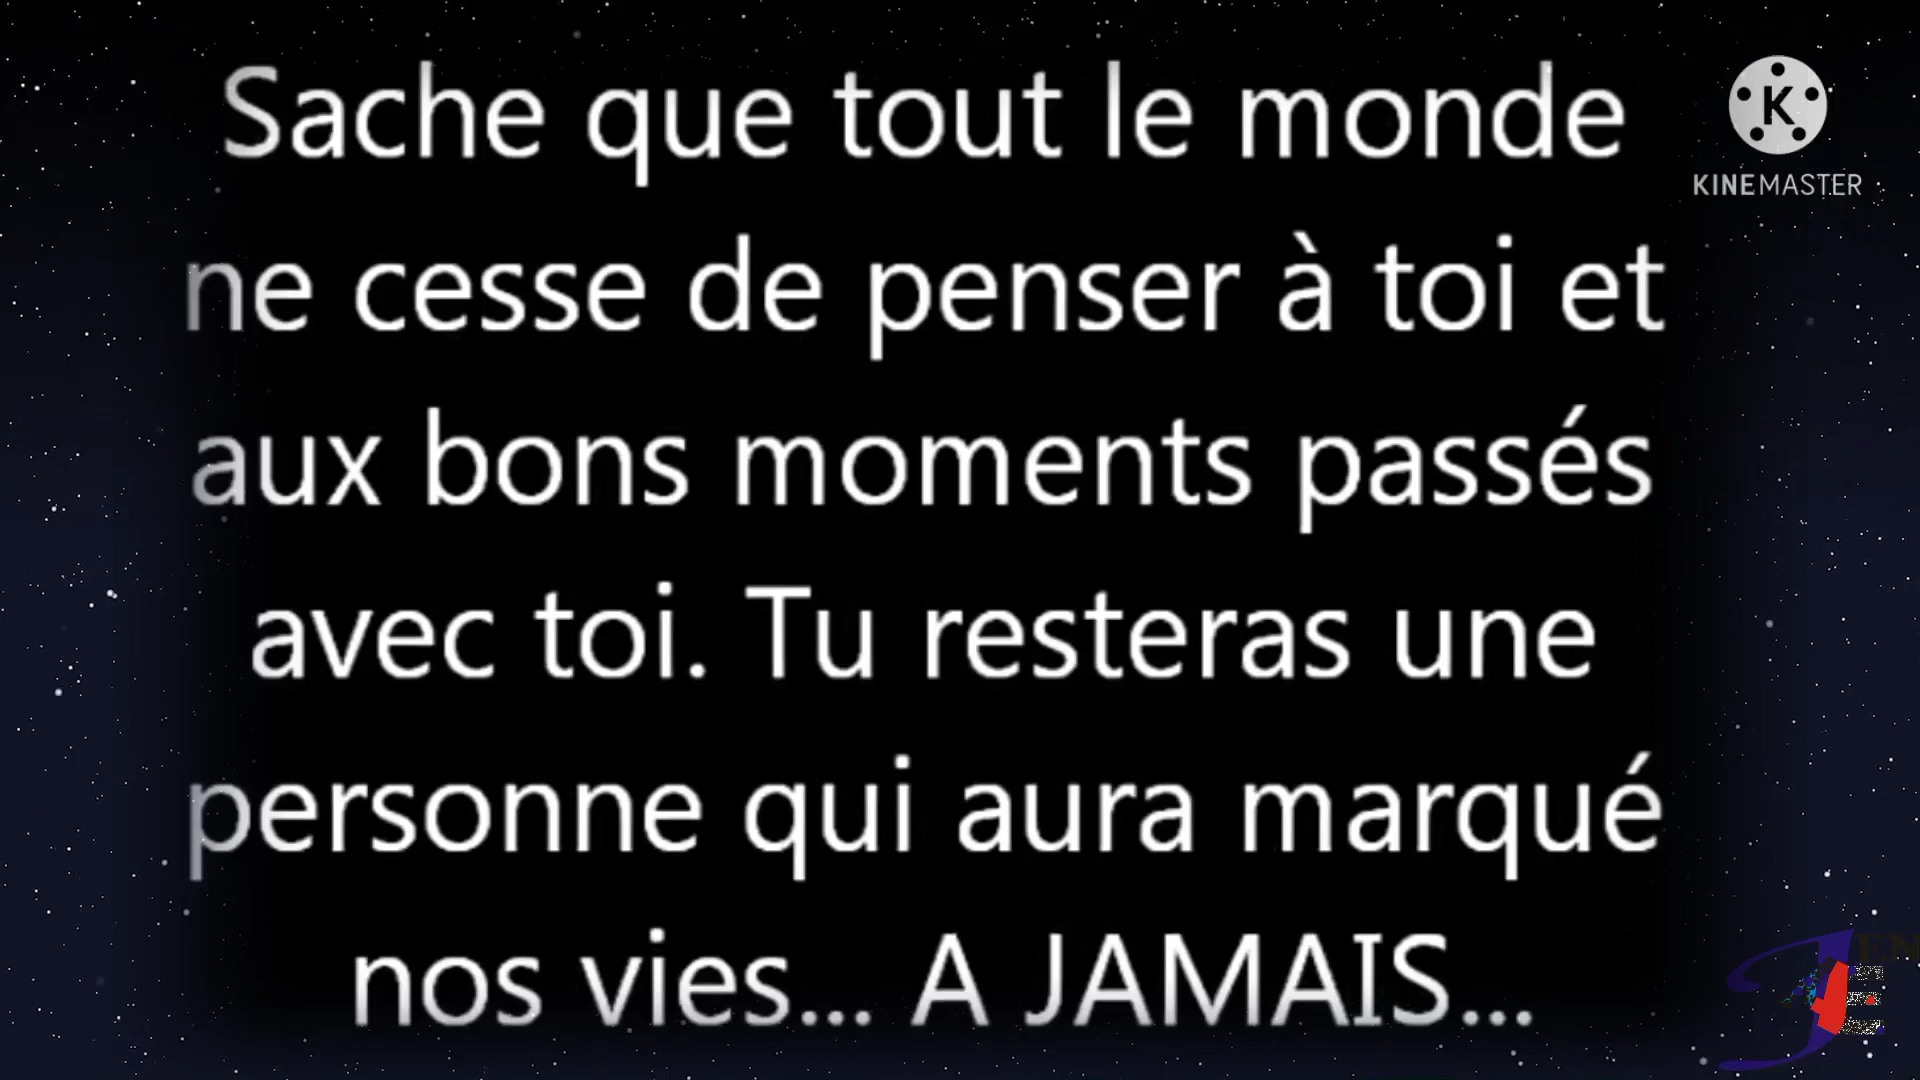 Sache que tout le monde
ne cesse de penser à toi et
aux bons moments passés
avec toi. Tu resteras une
personne qui aura marqué
nos vies... A JAMAIS...
K
KINEMASTER